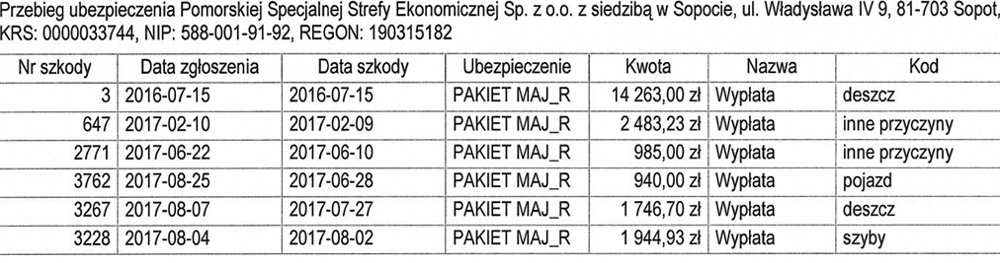 Przebieg ubezpieczenia Pomorskiej Specjalnej Strefy Ekonomicznej Sp. z o.o. z siedzibą w Sopocie, ul. Władysława IV 9, 81-703 Sopot,
KRS: 0000033744, NIP: 588-001-91-92, REGON: 190315182
Nr szkody Data zgłoszenia Data szkody Ubezpieczenie Kwota Nazwa Kod
3 2016-07-15 2016-07-15 PAKIET MAJ_R 14 263,00 zł Wypłata deszcz
647 2017-02-10 2017-02-09 PAKIET MAJ_R 2 483,23 zł Wypłata inne przyczyny
2771 2017-06-22 2017-06-10 PAKIET MAJ_R 985,00 zł Wypłata inne przyczyny
3762 2017-08-25 2017-06-28 PAKIET MAJ_R 940,00 zł Wypłata pojazd
3267 2017-08-07 2017-07-27 PAKIET MAJ_R 1 746,70 zł Wypłata deszcz
3228 2017-08-04 2017-08-02 PAKIET MAJ_R 1 944,93 zł Wypłata szyby